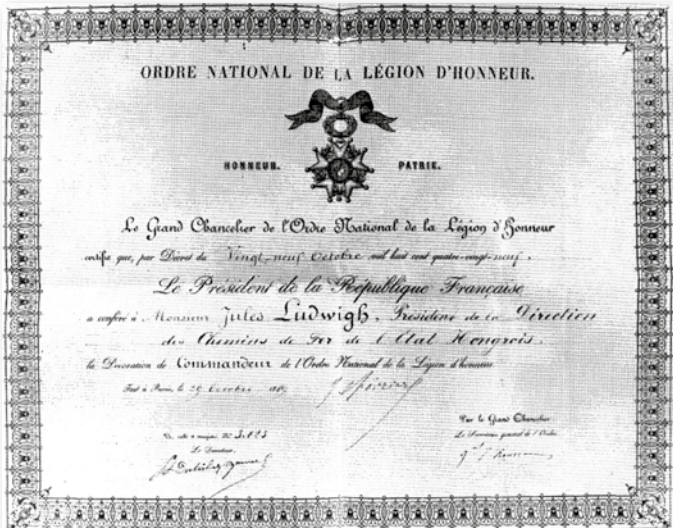 ORDRE NATIONAL DE LA LÉGION D'HONNEUR.
HONNEUR. PATRIE.
Le Grand Chancelier de l'Ordre National de la Légion d'Honneur
certifie que, par Décret du Vingt-neuf Octobre mil huit cent quatre-vingt-neuf,
Le Président de la République Française
a conféré à Monsieur Jules Ludwigh, Président de la Direction
des Chemins de Fer de l'État Hongrois.
la Décoration de Commandeur de l'Ordre National de la Légion d'honneur
Fait à Paris, le 29 Octobre
Par le Grand Chancelier
Le Secrétaire général de l'Ordre
Le Directeur,